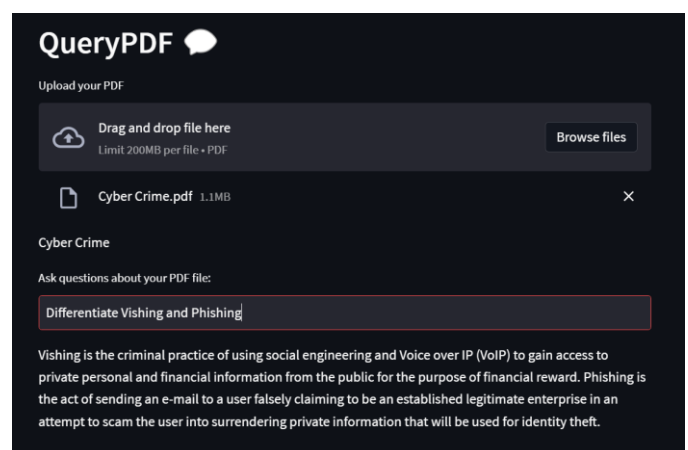 QueryPDF
Upload your PDF
Drag and drop file here
Browse files
Limit 200MB per file • PDF
Cyber Crime.pdf 1.1MB
Cyber Crime
Ask questions about your PDF file:
Differentiate Vishing and Phishing
Vishing is the criminal practice of using social engineering and Voice over IP (VoIP) to gain access to
private personal and financial information from the public for the purpose of financial reward. Phishing is
the act of sending an e-mail to a user falsely claiming to be an established legitimate enterprise in an
attempt to scam the user into surrendering private information that will be used for identity theft.